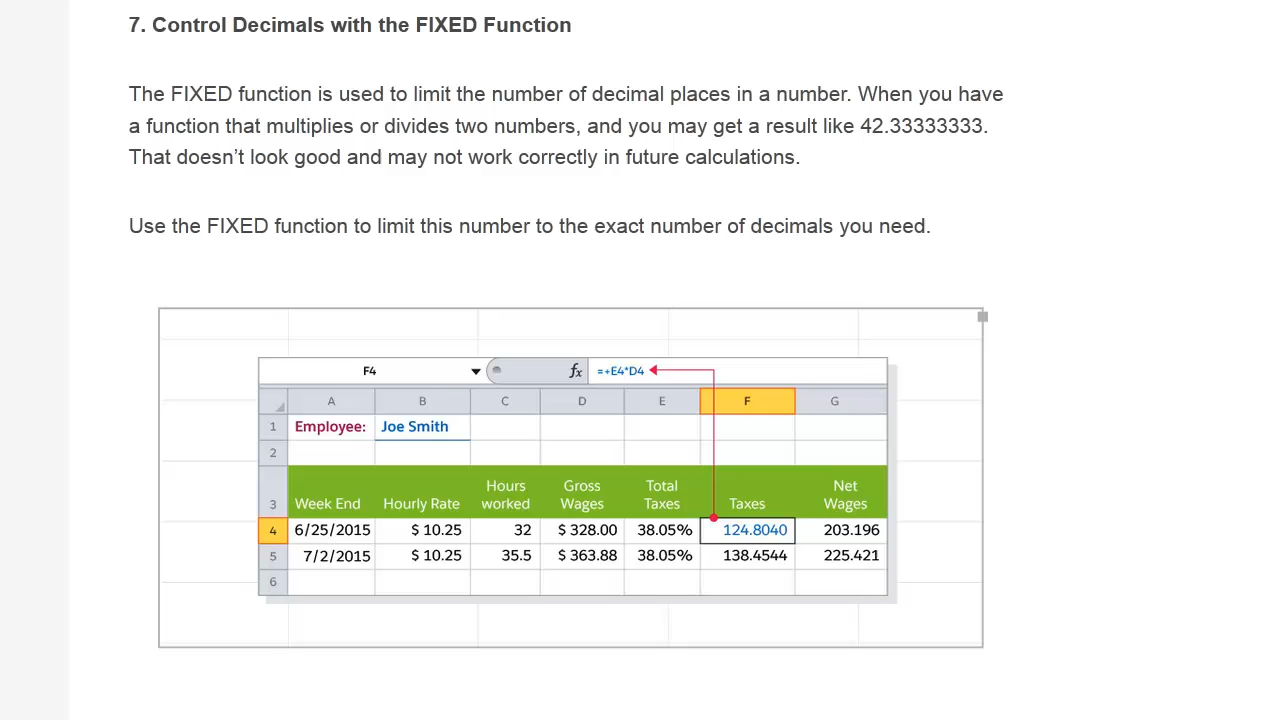 7. Control Decimals with the FIXED Function
The FIXED function is used to limit the number of decimal places in a number. When you have
a function that multiplies or divides two numbers, and you may get a result like 42.33333333.
That doesn’t look good and may not work correctly in future calculations.
Use the FIXED function to limit this number to the exact number of decimals you need.
F4 fx =+E4*D4
A B C D E F G
1 Employee: Joe Smith
2
Hours Gross Total Net
3 Week End Hourly Rate worked Wages Taxes Taxes Wages
4 6/25/2015 $ 10.25 32 $ 328.00 38.05% 124.8040 203.196
5 7/2/2015 $ 10.25 35.5 $ 363.88 38.05% 138.4544 225.421
6